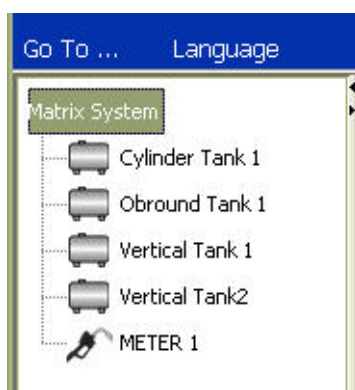 Go To ... Language
Matrix System
Cylinder Tank 1
Obround Tank 1
Vertical Tank 1
Vertical Tank2
METER 1